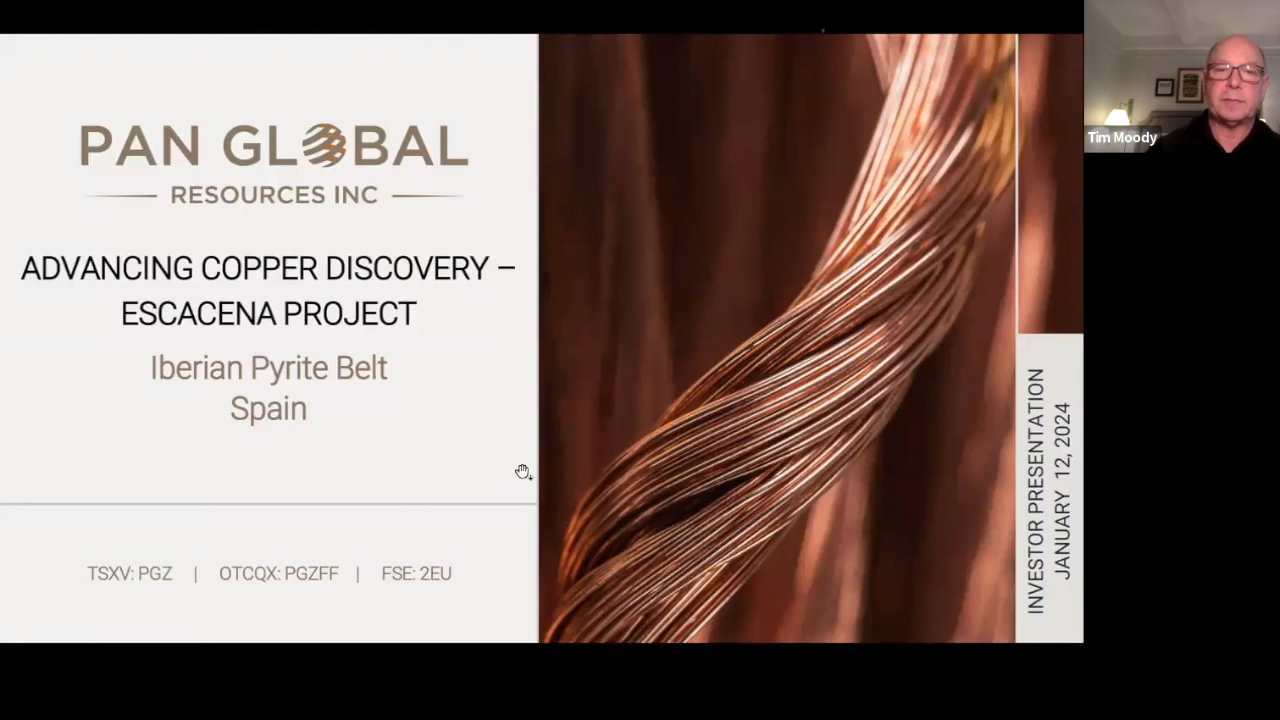 PAN GLOBAL
RESOURCES INC
ADVANCING COPPER DISCOVERY –
ESCACENA PROJECT
Iberian Pyrite Belt
Spain
TSXV: PGZ | OTCQX: PGZFF | FSE: 2EU
INVESTOR PRESENTATION
JANUARY 12, 2024
Tim Moody